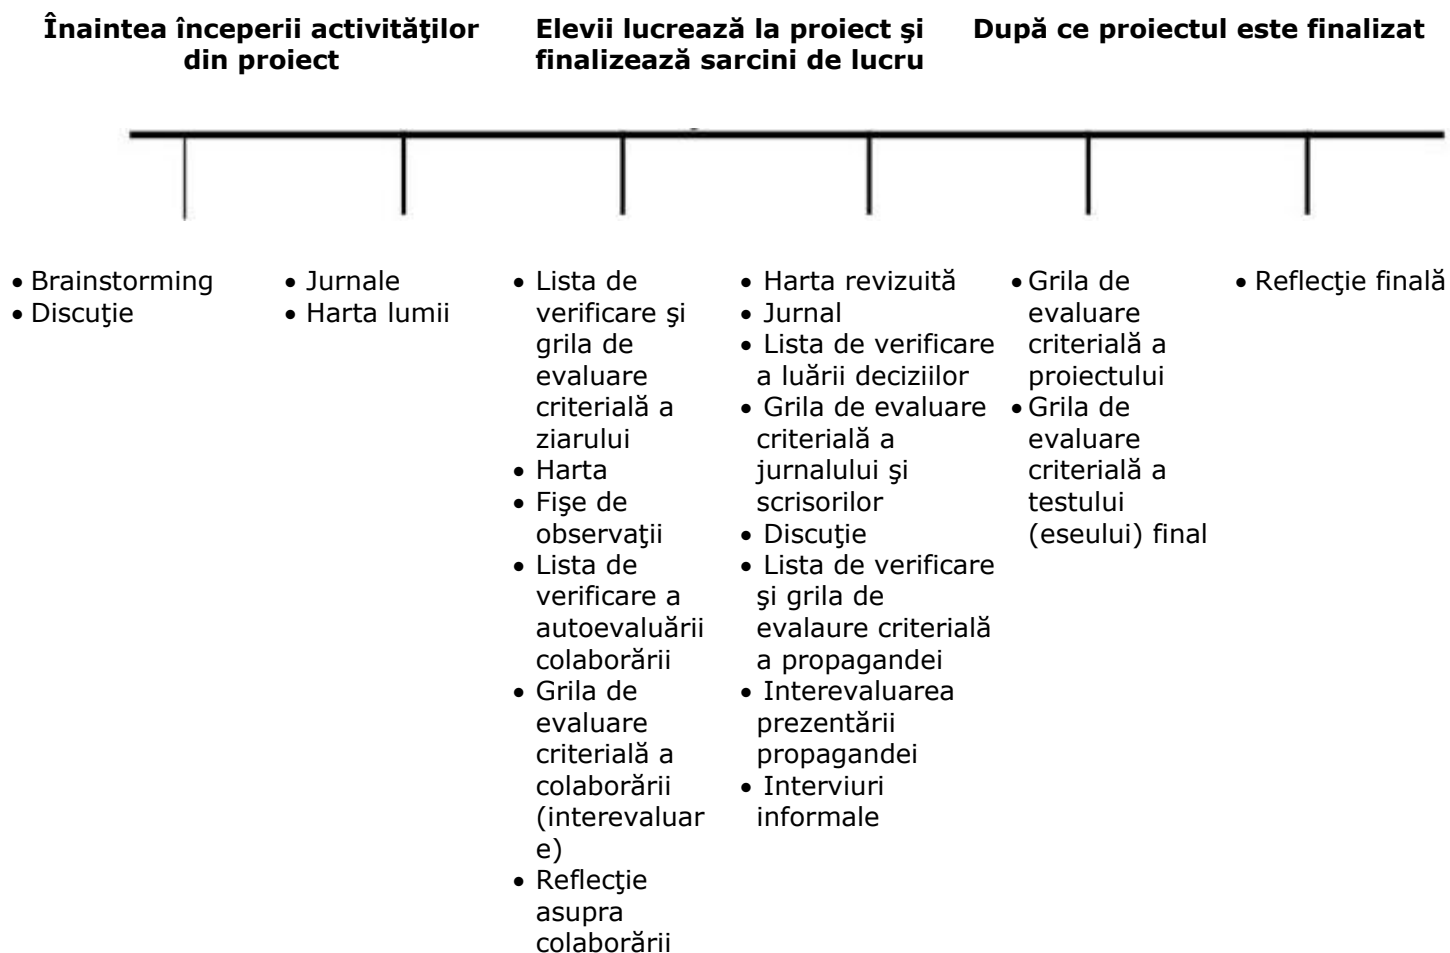 Înaintea începerii activităţilor
din proiect
Elevii lucrează la proiect şi
finalizează sarcini de lucru
După ce proiectul este finalizat
• Brainstorming
• Discuţie
• Jurnale
• Harta lumii
• Lista de
verificare şi
grila de
evaluare
criterială a
ziarului
• Harta
• Fişe de
observaţii
• Lista de
verificare a
autoevaluării
colaborării
• Grila de
evaluare
criterială a
colaborării
(interevaluar
e)
• Reflecţie
asupra
colaborării
• Harta revizuită
• Jurnal
• Lista de verificare
a luării deciziilor
• Grila de evaluare
criterială a
jurnalului şi
scrisorilor
• Discuţie
• Lista de verificare
şi grila de
evalaure criterială
a propagandei
• Interevaluarea
prezentării
propagandei
• Interviuri
informale
• Grila de
evaluare
criterială a
proiectului
• Grila de
evaluare
criterială a
testului
(eseului) final
• Reflecţie finală